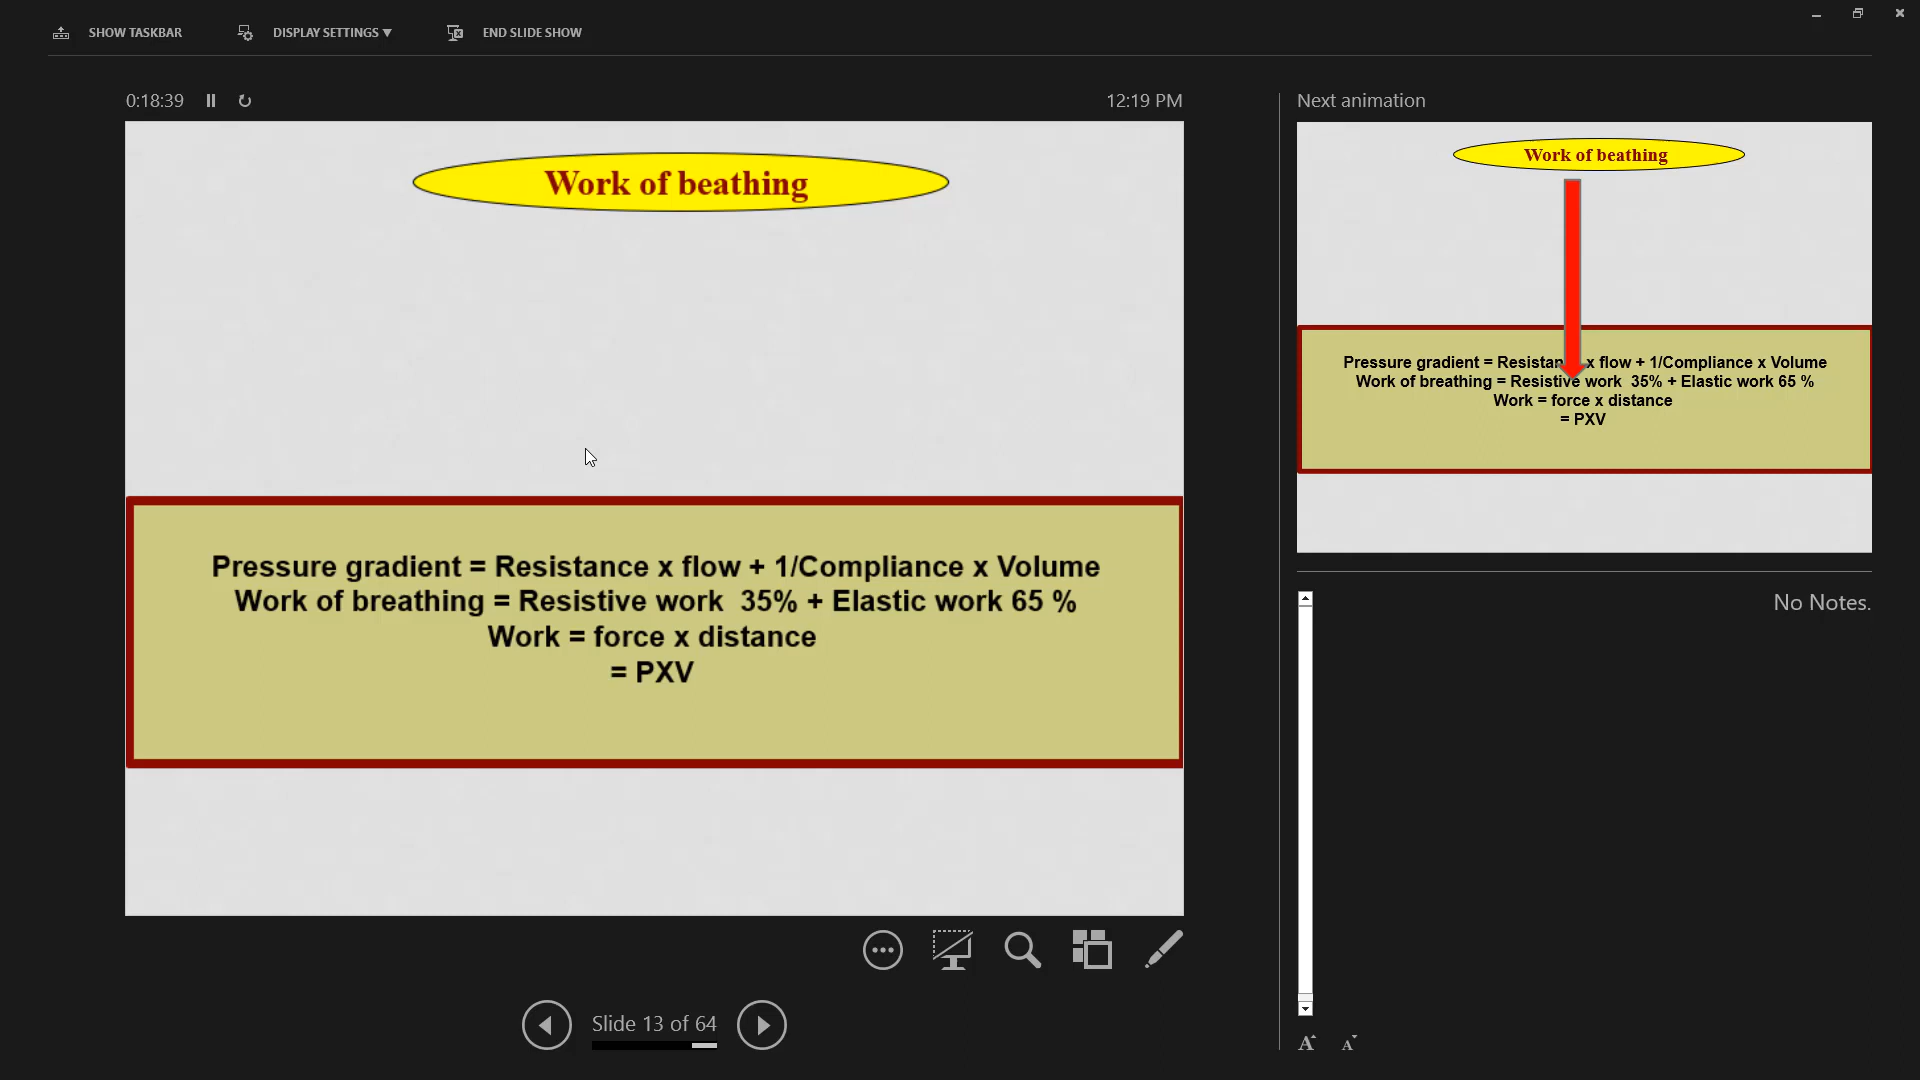 SHOW TASKBAR
DISPLAY SETTINGS ▼
END SLIDE SHOW
0:18:39
12:19 PM
Work of beathing
Pressure gradient = Resistance x flow + 1/Compliance x Volume
Work of breathing = Resistive work 35% + Elastic work 65 %
Work = force x distance
= PXV
Slide 13 of 64
Next animation
Work of beathing
Pressure gradient = Resistan x flow + 1/Compliance x Volume
Work of breathing = Resistive work 35% + Elastic work 65 %
Work = force x distance
= PXV
No Notes.
A
A